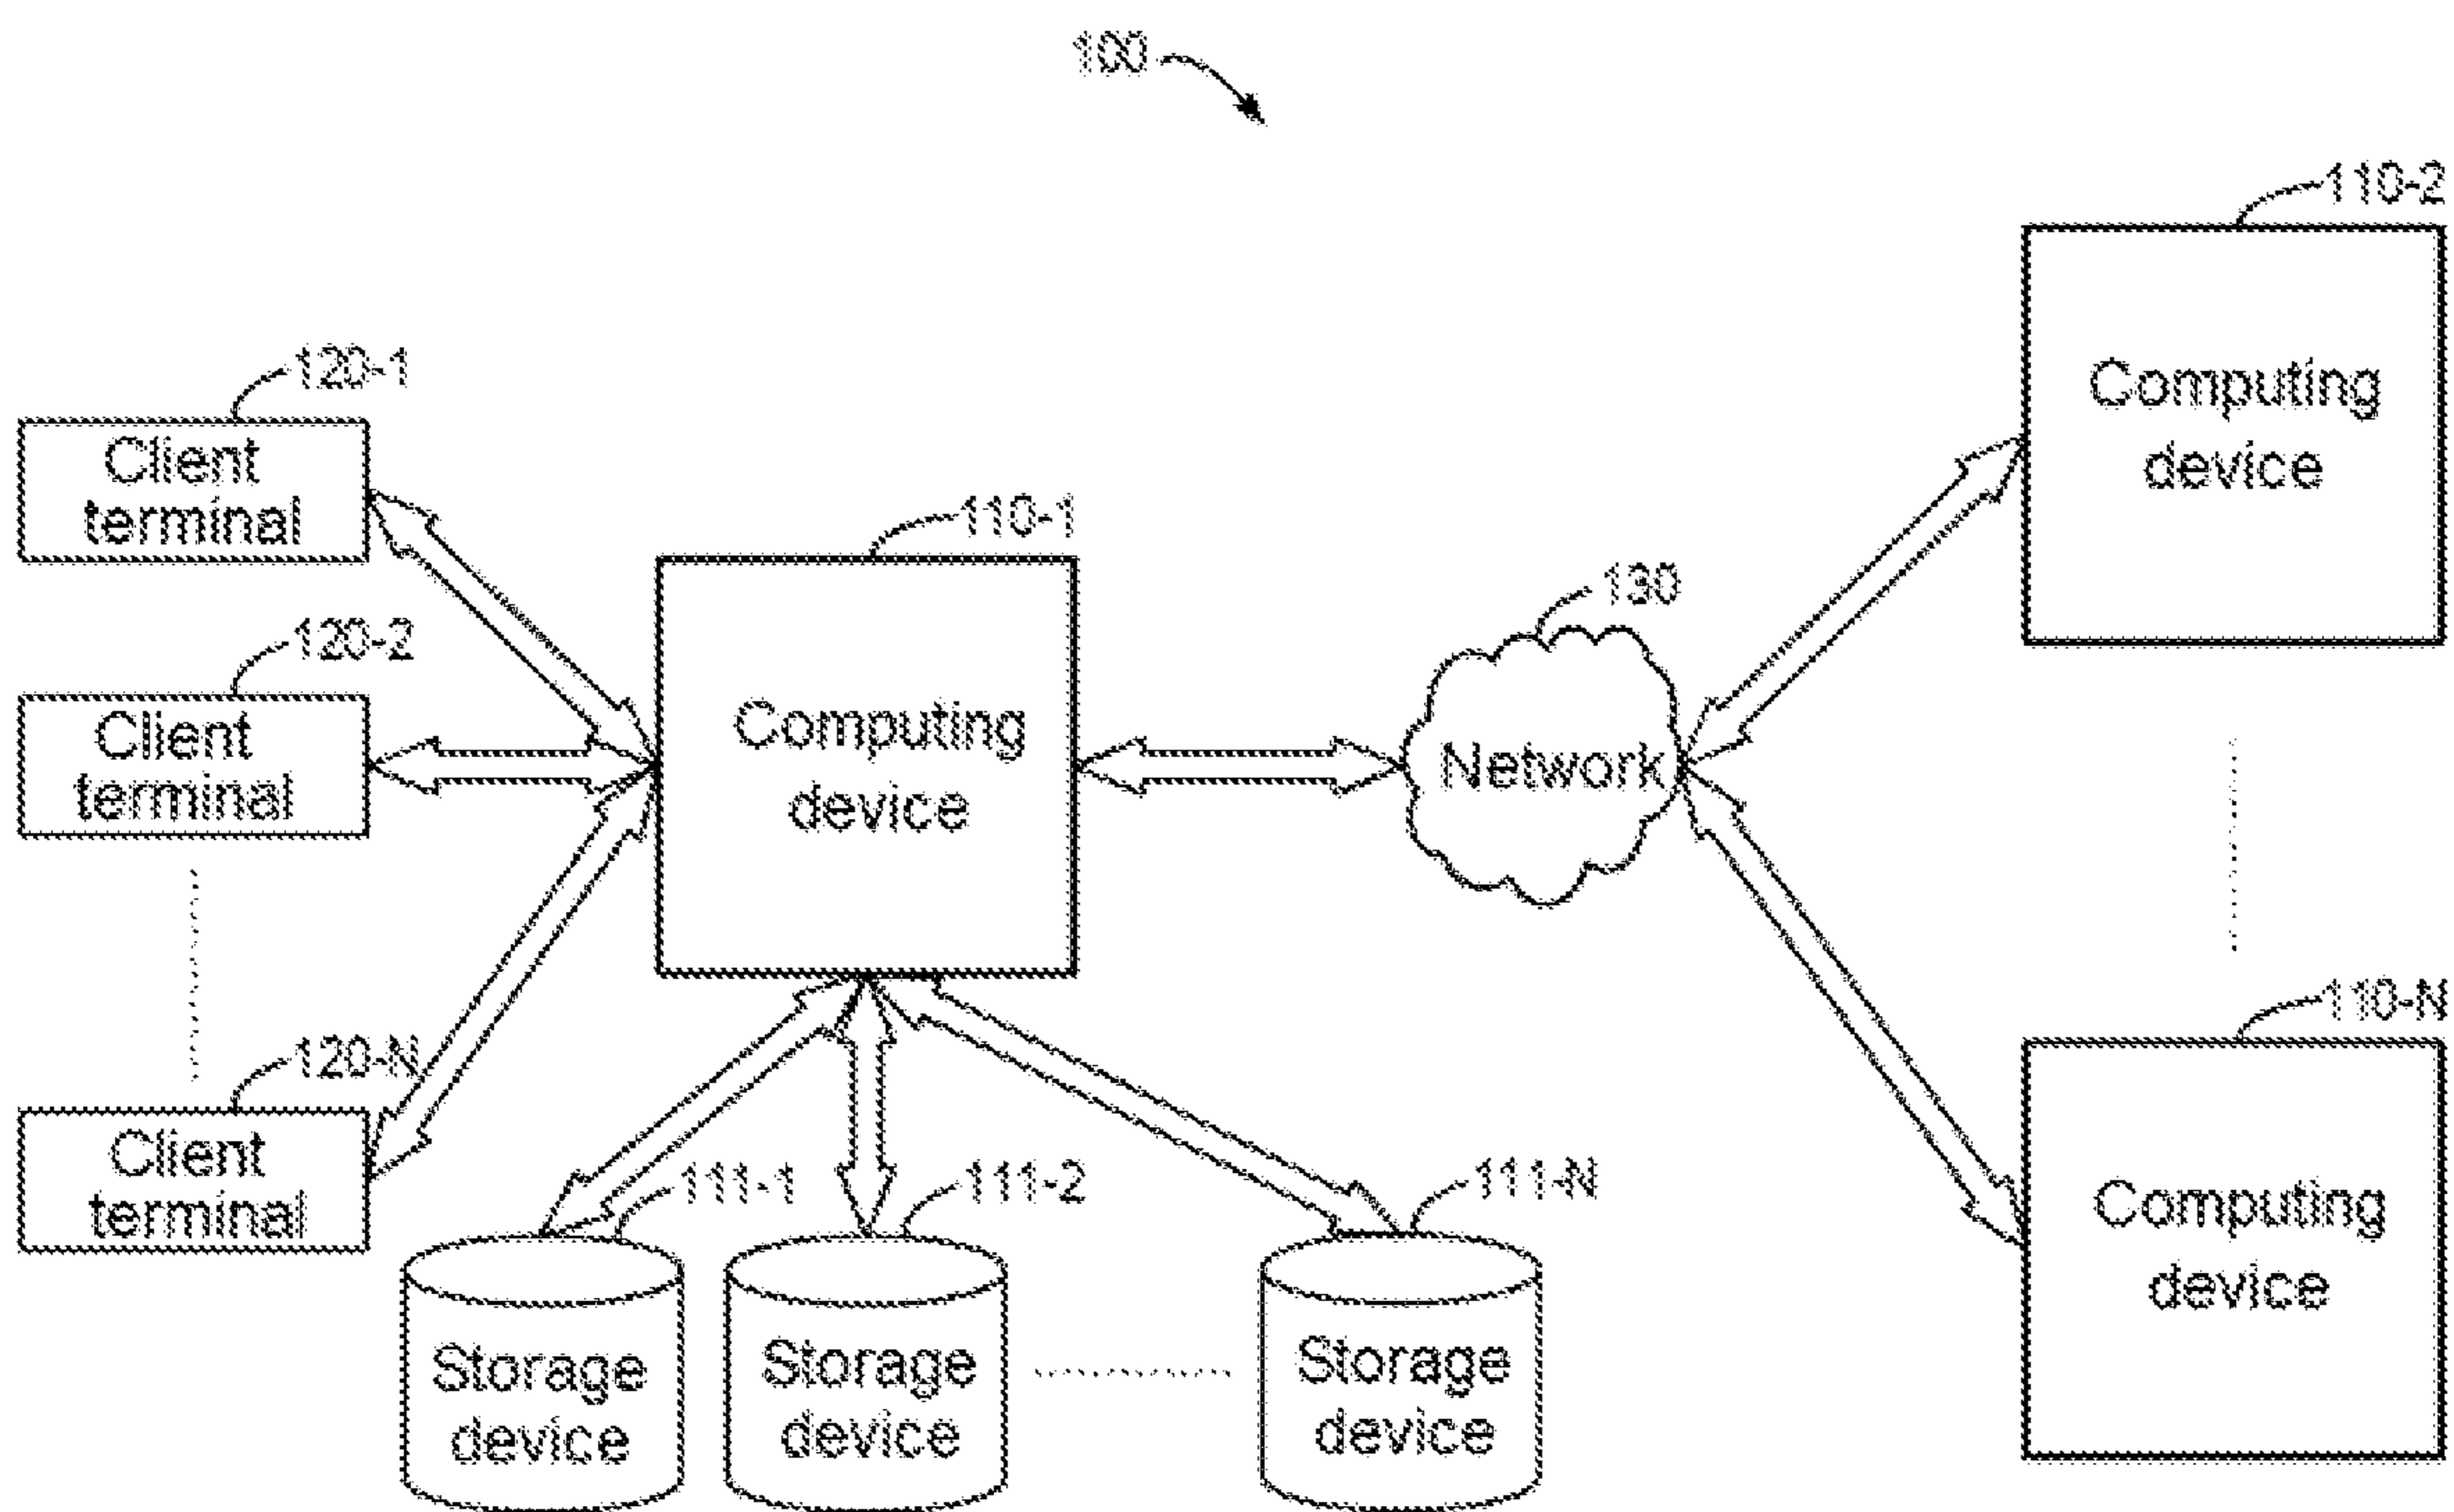 100
110-2
Computing
device
120-1
Client
terminal
110-1
Computing
device
130
Network
120-2
Client
terminal
120-N
Client
terminal
110-N
Computing
device
111-1
Storage
device
111-2
Storage
device
111-N
Storage
device